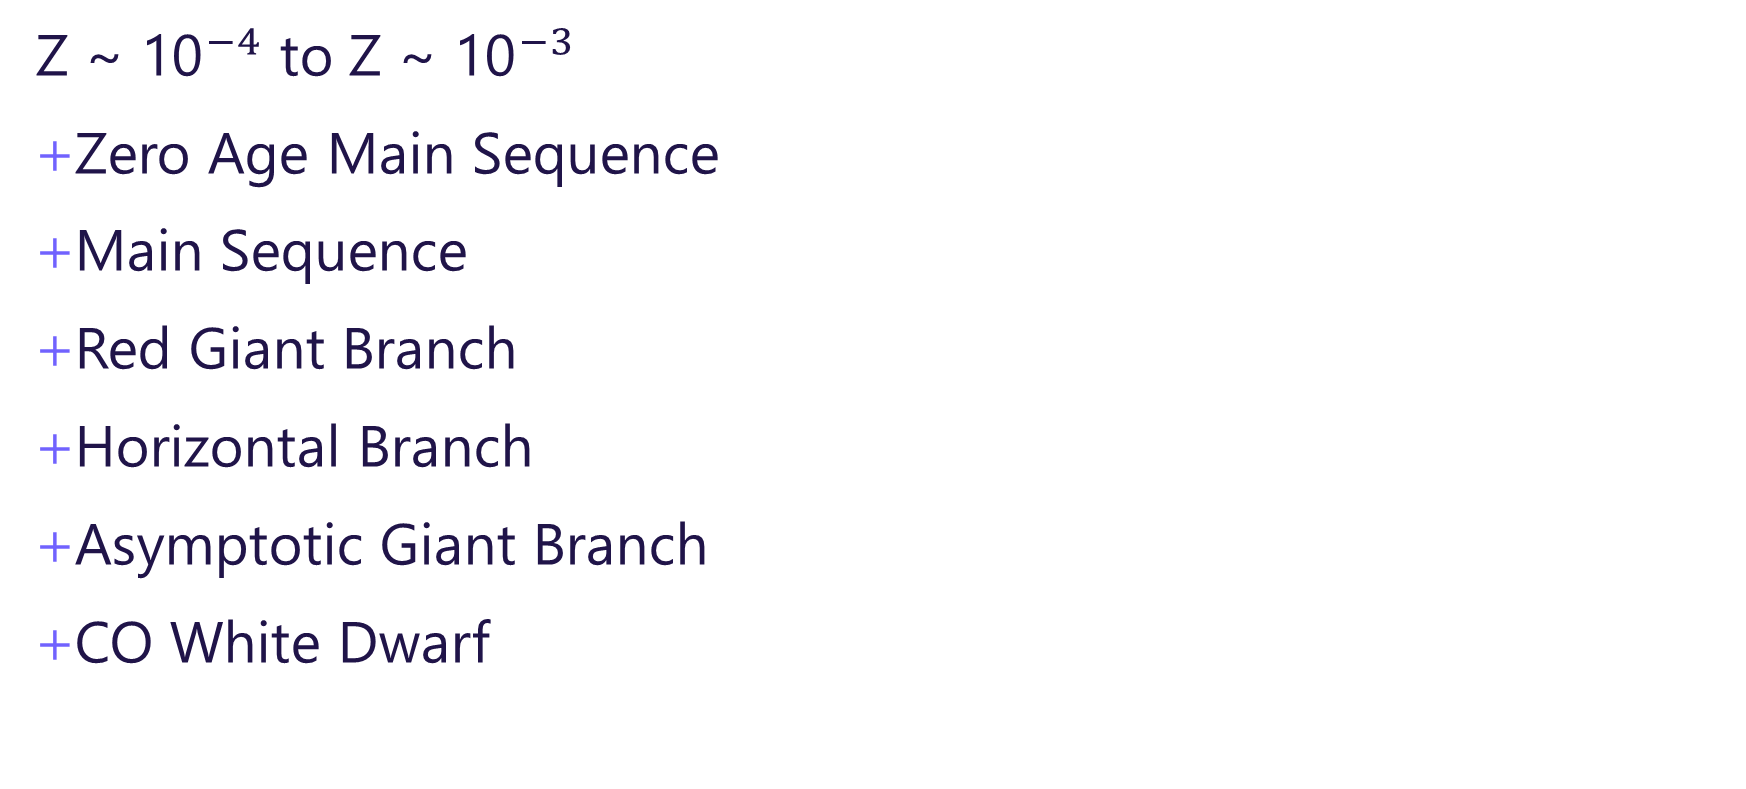 Z ~ 10⁻⁴ to Z ~ 10⁻³
+Zero Age Main Sequence
+Main Sequence
+Red Giant Branch
+Horizontal Branch
+Asymptotic Giant Branch
+CO White Dwarf